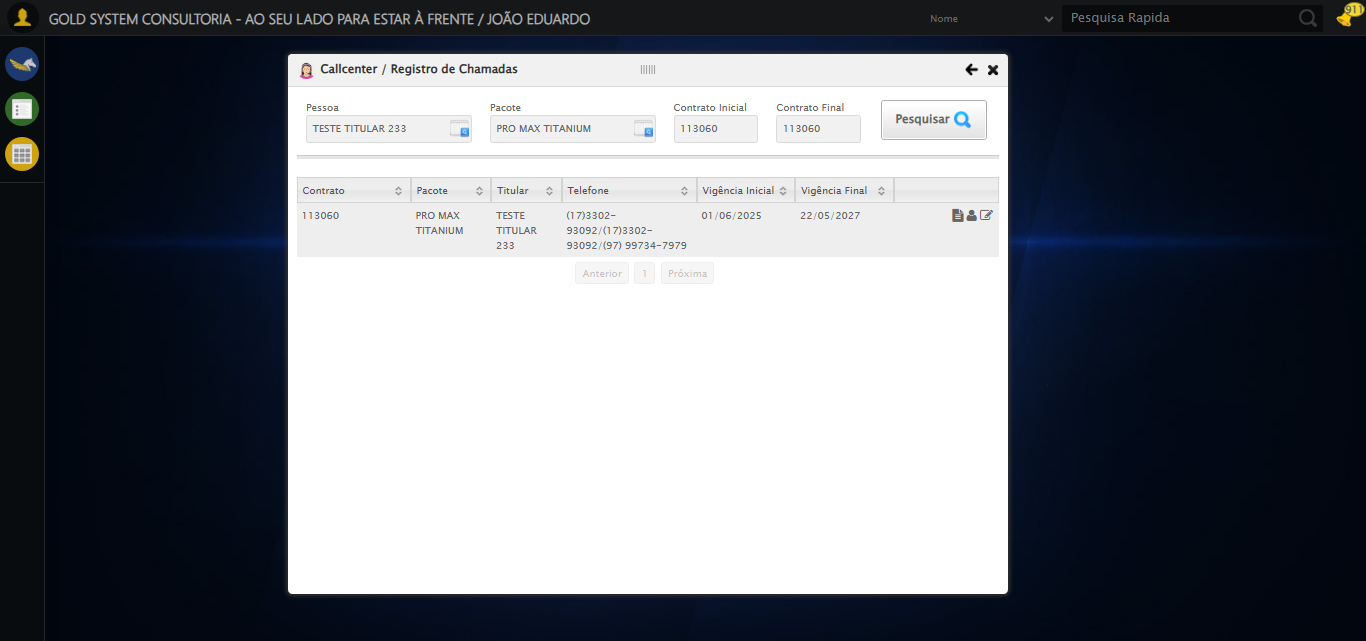 GOLD SYSTEM CONSULTORIA - AO SEU LADO PARA ESTAR À FRENTE / JOÃO EDUARDO
Nome
Pesquisa Rapida
911
Callcenter / Registro de Chamadas
Pessoa
Pacote
Contrato Inicial
Contrato Final
TESTE TITULAR 233
PRO MAX TITANIUM
113060
113060
Pesquisar
Contrato
Pacote
Titular
Telefone
Vigência Inicial
Vigência Final
113060
PRO MAX
TITANIUM
TESTE
TITULAR
233
(17)3302-
93092/(17)3302-
93092/(97) 99734-7979
01/06/2025
22/05/2027
Anterior
1
Próxima